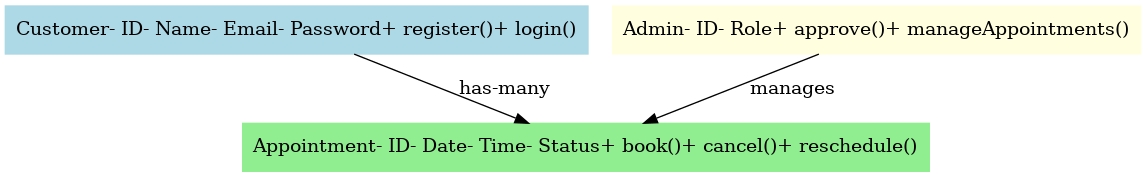 Customer- ID- Name- Email- Password+ register()+ login()
Admin- ID- Role+ approve()+ manageAppointments()
has-many
manages
Appointment- ID- Date- Time- Status+ book()+ cancel()+ reschedule()